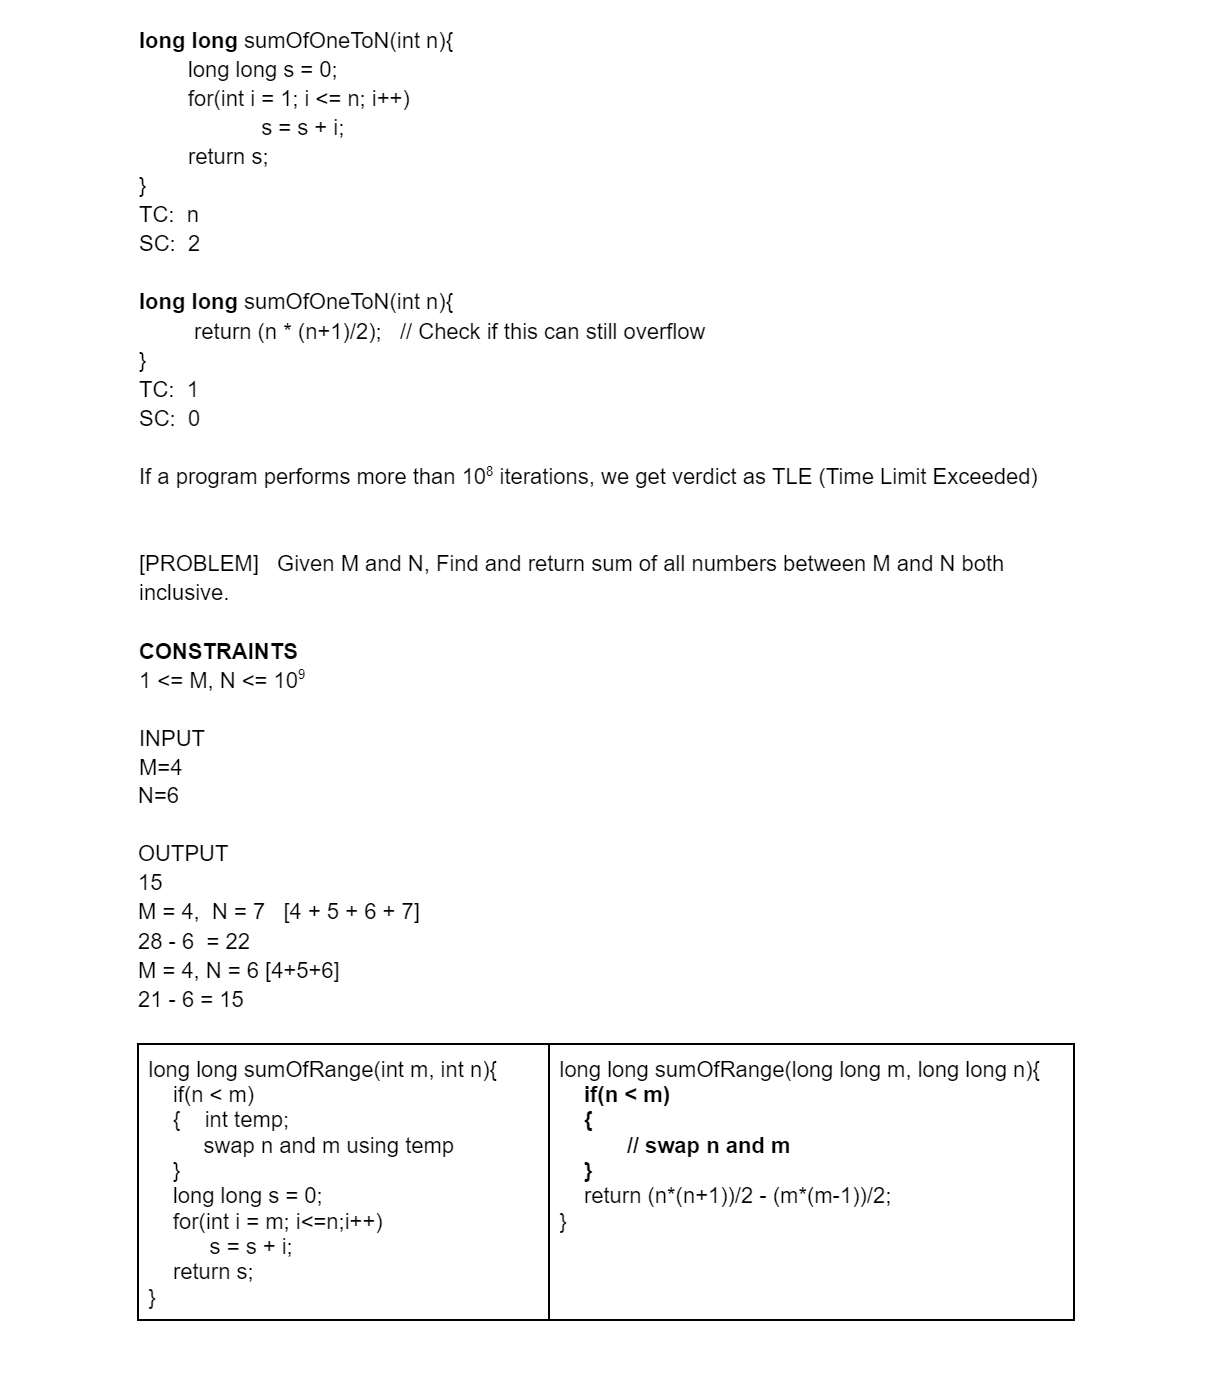 long long sumOfOneToN(int n){
long long s = 0;
for(int i = 1; i <= n; i++)
s = s + i;
return s;
}
TC:  n
SC:  2
long long sumOfOneToN(int n){
return (n * (n+1)/2);   // Check if this can still overflow
}
TC:  1
SC:  0
If a program performs more than 10⁸ iterations, we get verdict as TLE (Time Limit Exceeded)
[PROBLEM]   Given M and N, Find and return sum of all numbers between M and N both
inclusive.
CONSTRAINTS
1 <= M, N <= 10⁹
INPUT
M=4
N=6
OUTPUT
15
M = 4,  N = 7   [4 + 5 + 6 + 7]
28 - 6  = 22
M = 4, N = 6 [4+5+6]
21 - 6 = 15
long long sumOfRange(int m, int n){
if(n < m)
{    int temp;
swap n and m using temp
}
long long s = 0;
for(int i = m; i<=n;i++)
s = s + i;
return s;
}
long long sumOfRange(long long m, long long n){
if(n < m)
{
// swap n and m
}
return (n*(n+1))/2 - (m*(m-1))/2;
}